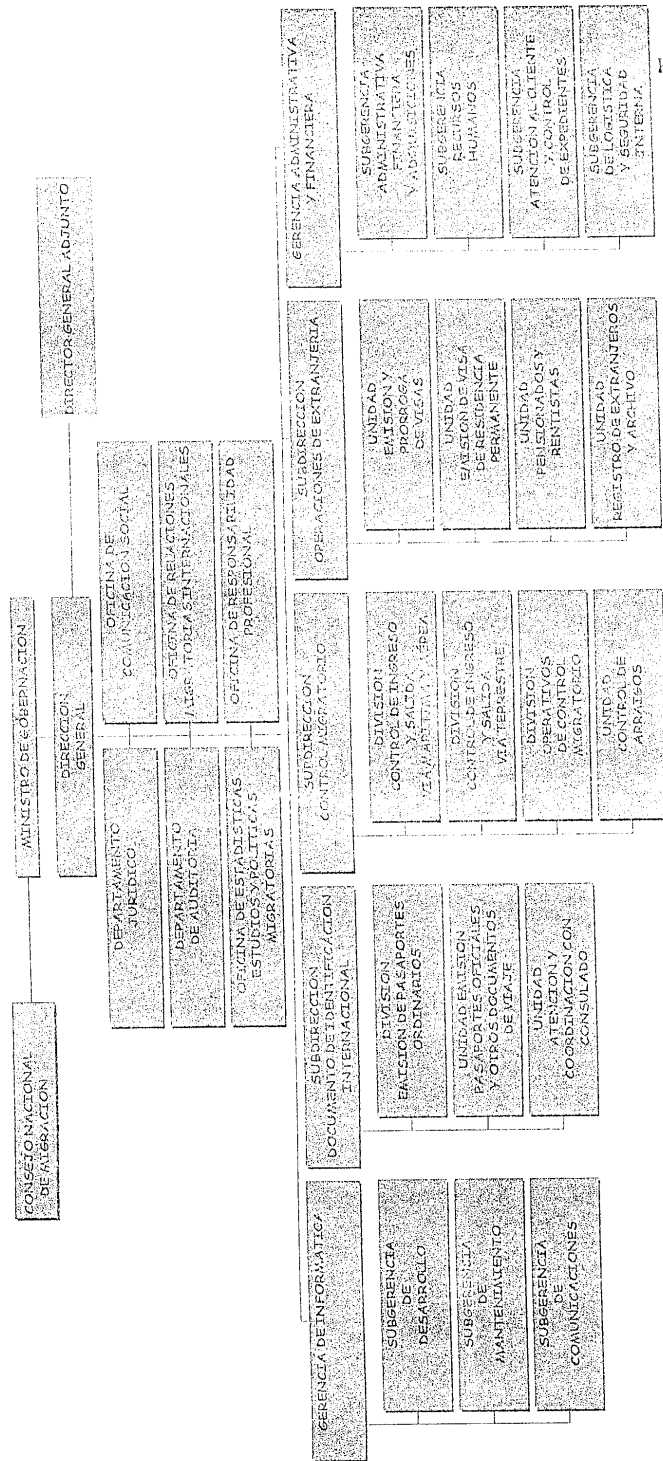 CONSEJO NACIONAL
DE MIGRACION
MINISTRO DE GOBERNACION
DIRECCION
GENERAL
DIRECTOR GENERAL ADJUNTO
DEPARTAMENTO
JURÍDICO
OFICINA DE
COMUNICACION SOCIAL
DEPARTAMENTO
DE AUDITORIA
OFICINA DE RELACIONES
MIGRATORIAS INTERNACIONALES
OFICINA DE ESTADISTICAS
ESTUDIOS Y POLITICAS
MIGRATORIAS
OFICINA DE RESPONSABILIDAD
PROFESIONAL
GERENCIA DE INFORMATICA
SUBGERENCIA
DE
DESARROLLO
SUBGERENCIA
DE
MANTENIMIENTO
SUBGERENCIA
DE
COMUNICACIONES
SUBDIRECCION
DOCUMENTO DE IDENTIFICACION
INTERNACIONAL
DIVISION
EMISION DE PASAPORTES
ORDINARIOS
UNIDAD EMISION
PASAPORTES OFICIALES
Y OTROS DOCUMENTOS
DE VIAJE
UNIDAD
ATENCION Y
COORDINACION CON
CONSULADO
SUBDIRECCION
CONTROL MIGRATORIO
DIVISION
CONTROL DE INGRESO
Y SALIDA
VIA MARITIMA Y AÉREA
DIVISION
CONTROL DE INGRESO
Y SALIDA
VIA TERRESTRE
DIVISION
OPERATIVOS
DE CONTROL
MIGRATORIO
UNIDAD
CONTROL DE
ARRAIGOS
SUBDIRECCION
OPERACIONES DE EXTRANJERIA
UNIDAD
EMISION Y
PRORROGA
DE VISAS
UNIDAD
EMISION DE VISA
DE RESIDENCIA
PERMANENTE
UNIDAD
PENSIONADOS Y
RENTISTAS
UNIDAD
REGISTRO DE EXTRANJEROS
Y ARCHIVO
GERENCIA ADMINISTRATIVA
Y FINANCIERA
SUBGERENCIA
ADMINISTRATIVA
FINANCIERA
Y ADQUISICIONES
SUBGERENCIA
RECURSOS
HUMANOS
SUBGERENCIA
ATENCION AL CLIENTE
Y CONTROL
DE EXPEDIENTES
SUBGERENCIA
DE LOGISTICA
Y SEGURIDAD
INTERNA